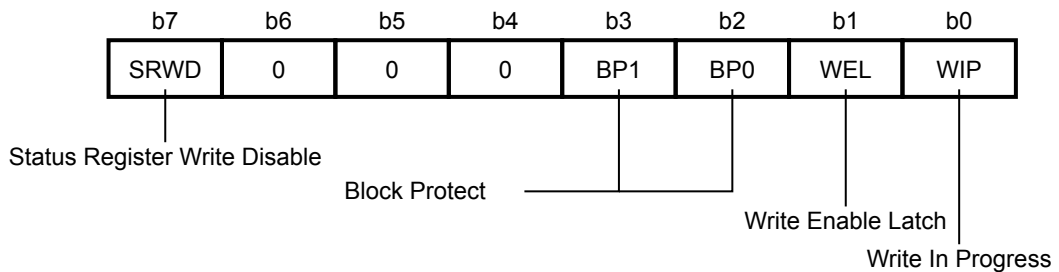 b7 b6 b5 b4 b3 b2 b1 b0
SRWD 0 0 0 BP1 BP0 WEL WIP
Status Register Write Disable
Block Protect
Write Enable Latch
Write In Progress